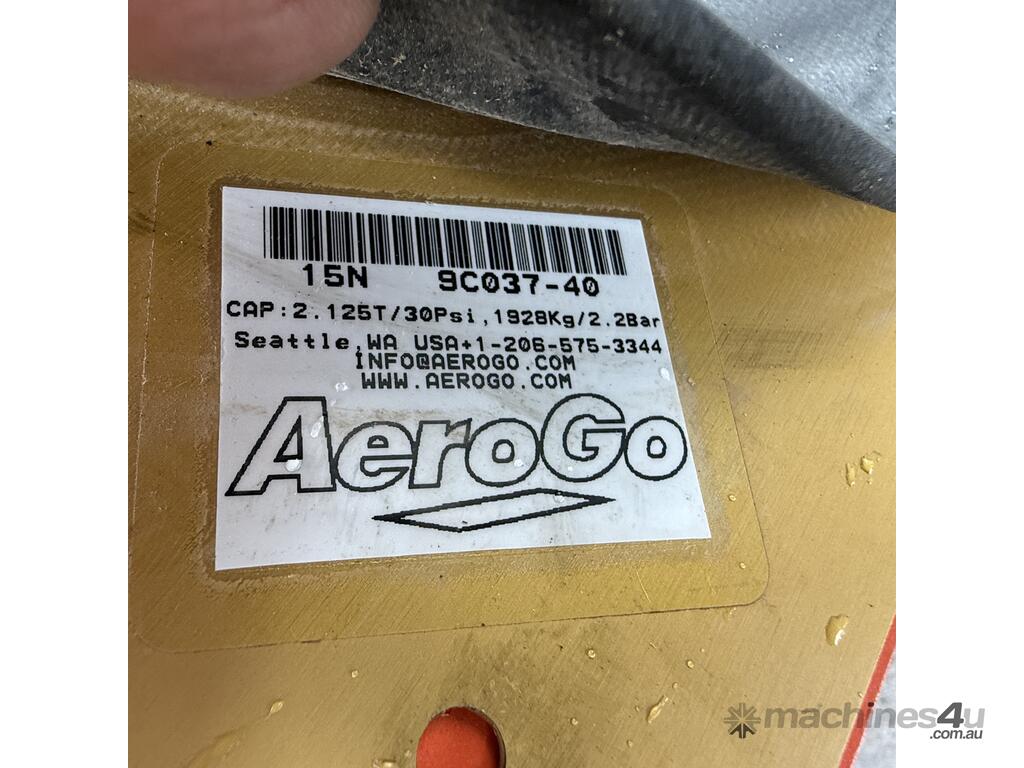 15N 9C037-40
CAP:2.125T/30Psi,1928Kg/2.2Bar
Seattle,WA USA+1-206-575-3344
INFO@AEROGO.COM
WWW.AEROGO.COM
AeroGo
machines4u
.com.au